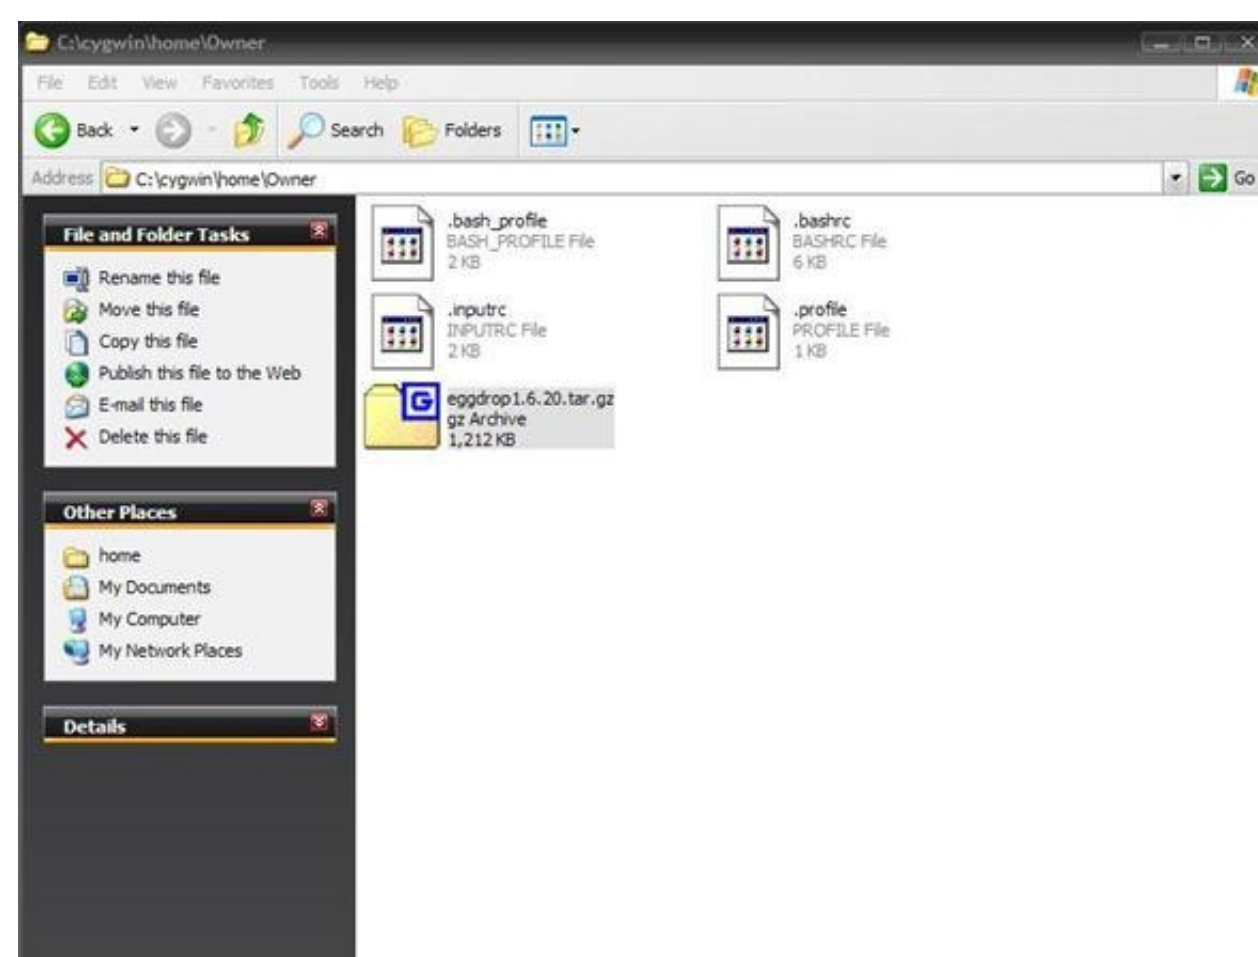 C:\cygwin\home\Owner
File Edit View Favorites Tools Help
Back Search Folders
Address C:\cygwin\home\Owner Go
File and Folder Tasks
Rename this file
Move this file
Copy this file
Publish this file to the Web
E-mail this file
Delete this file
Other Places
home
My Documents
My Computer
My Network Places
Details
.bash_profile
BASH_PROFILE File
2 KB
.bashrc
BASHRC File
6 KB
.inputrc
INPUTRC File
2 KB
.profile
PROFILE File
1 KB
G
eggdrop1.6.20.tar.gz
gz Archive
1,212 KB